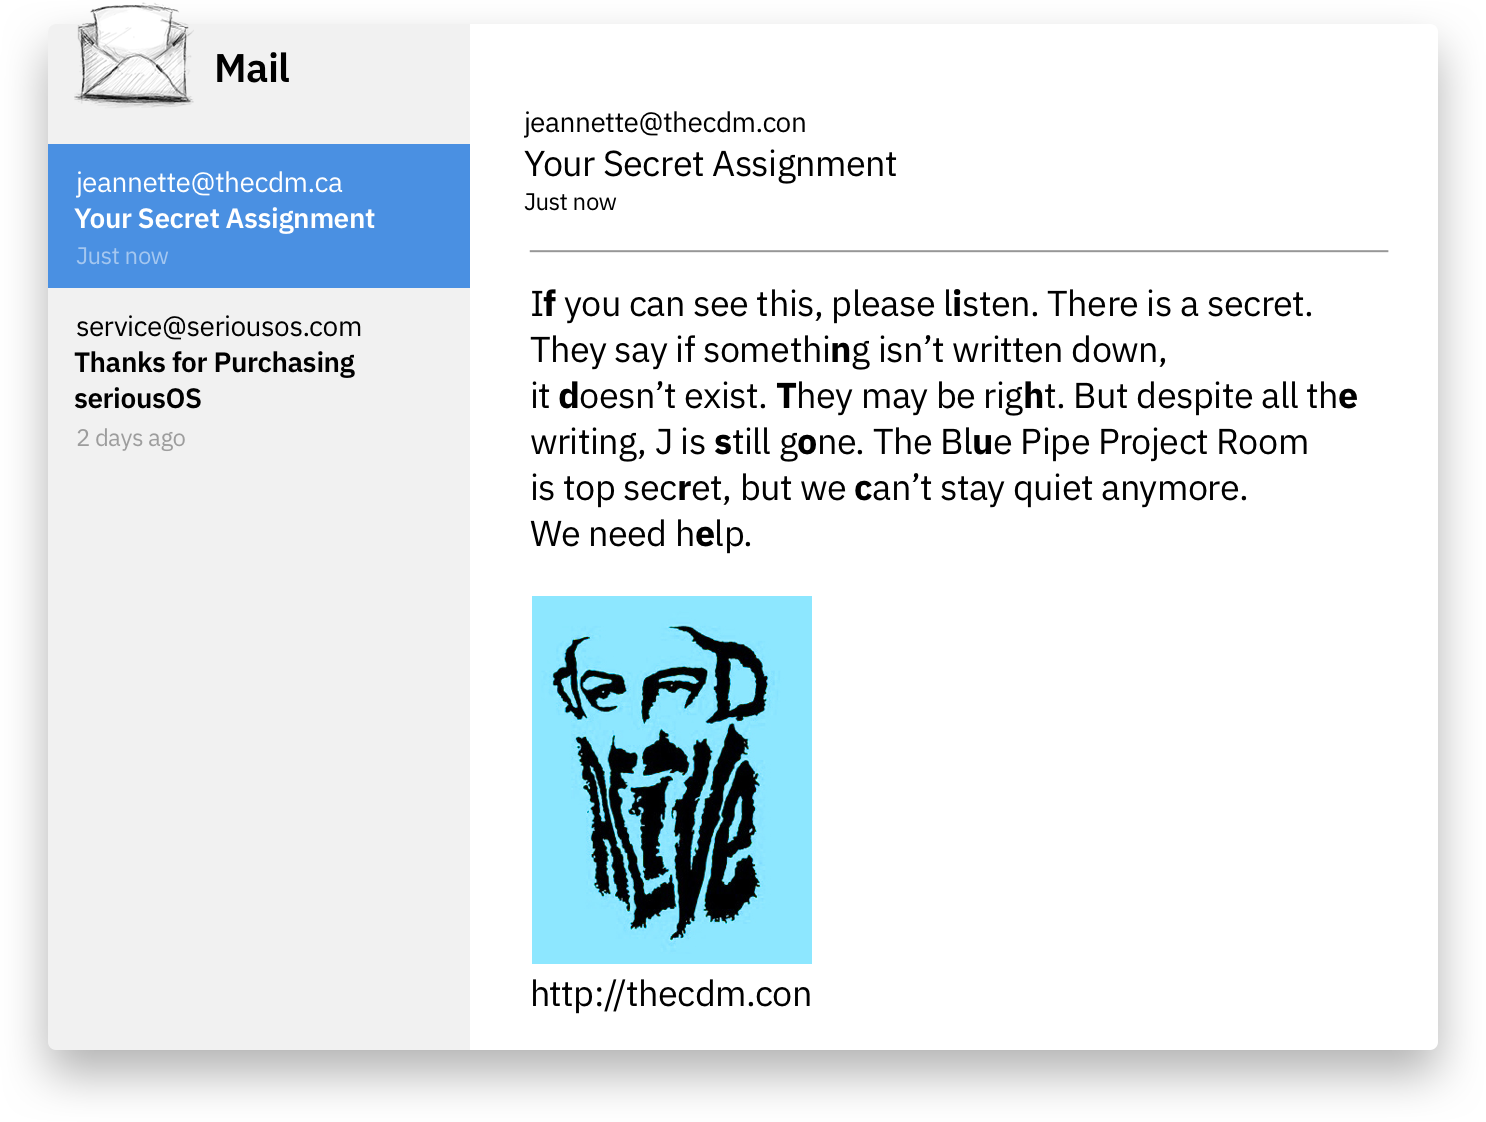 Mail
jeannette@thecdm.ca
Your Secret Assignment
Just now
service@seriousos.com
Thanks for Purchasing
seriousOS
2 days ago
jeannette@thecdm.con
Your Secret Assignment
Just now
If you can see this, please listen. There is a secret.
They say if something isn’t written down,
it doesn’t exist. They may be right. But despite all the
writing, J is still gone. The Blue Pipe Project Room
is top secret, but we can’t stay quiet anymore.
We need help.
ALIVE
http://thecdm.con